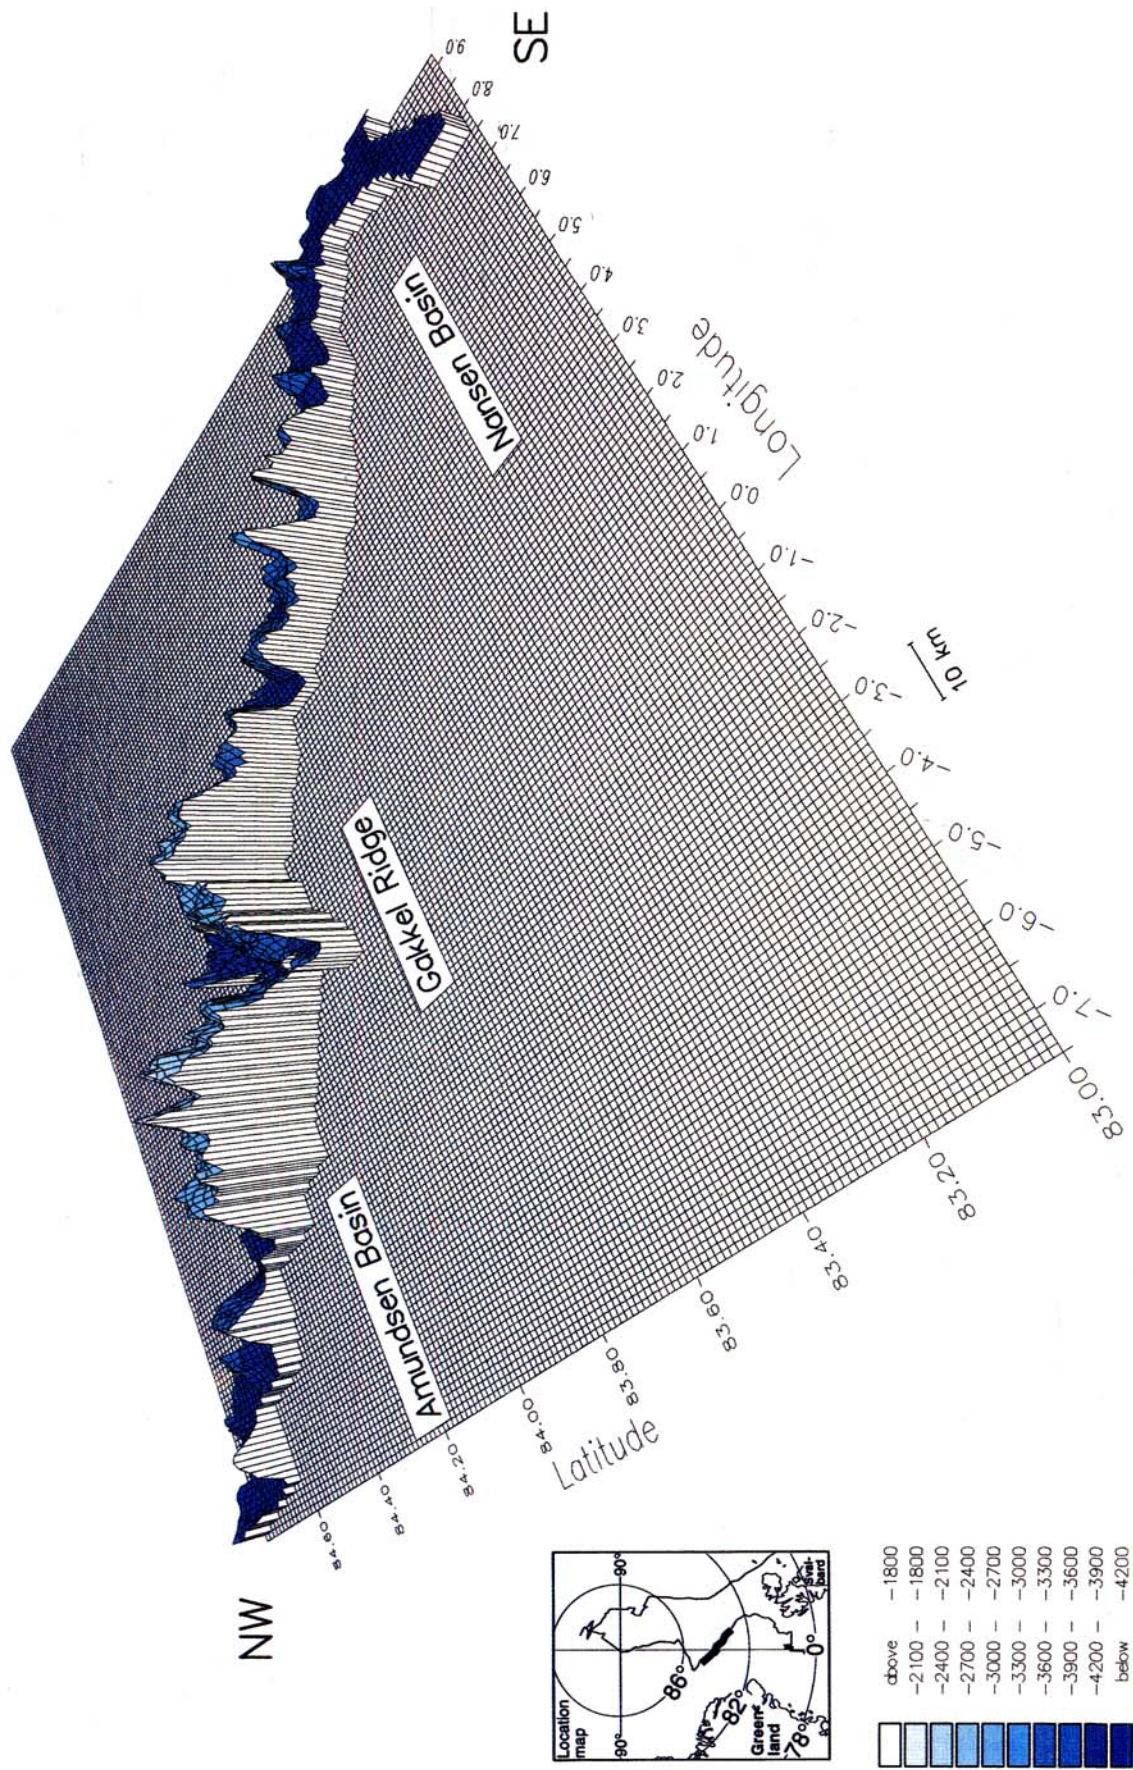 NW
SE
Amundsen Basin
Gakkel Ridge
Nansen Basin
84.60
84.40
84.20
84.00
83.80
83.60
83.40
83.20
83.00
Latitude
-7.0
-6.0
-5.0
-4.0
-3.0
-2.0
-1.0
0.0
1.0
2.0
3.0
4.0
5.0
6.0
7.0
8.0
9.0
Longitude
10 km
Location
map
90°
-90°
86°
82°
78°
0°
Green-
land
Sval-
bard
above -1800
-2100 - -1800
-2400 - -2100
-2700 - -2400
-3000 - -2700
-3300 - -3000
-3600 - -3300
-3900 - -3600
-4200 - -3900
below -4200